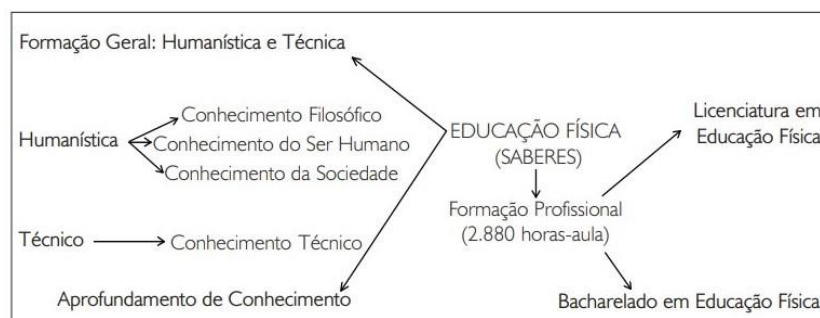 Formação Geral: Humanística e Técnica
Humanística
Conhecimento Filosófico
Conhecimento do Ser Humano
Conhecimento da Sociedade
Técnico
Conhecimento Técnico
Aprofundamento de Conhecimento
EDUCAÇÃO FÍSICA
(SABERES)
Formação Profissional
(2.880 horas-aula)
Licenciatura em
Educação Física
Bacharelado em Educação Física